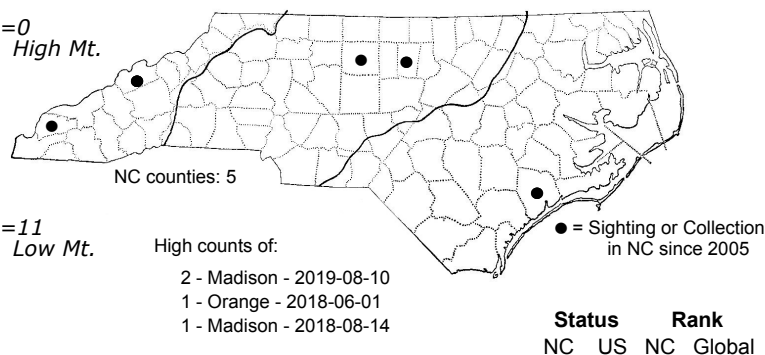 =0
High Mt.
NC counties: 5
=11
Low Mt.
High counts of:
2 - Madison - 2019-08-10
1 - Orange - 2018-06-01
1 - Madison - 2018-08-14
● = Sighting or Collection
in NC since 2005
Status Rank
NC US NC Global